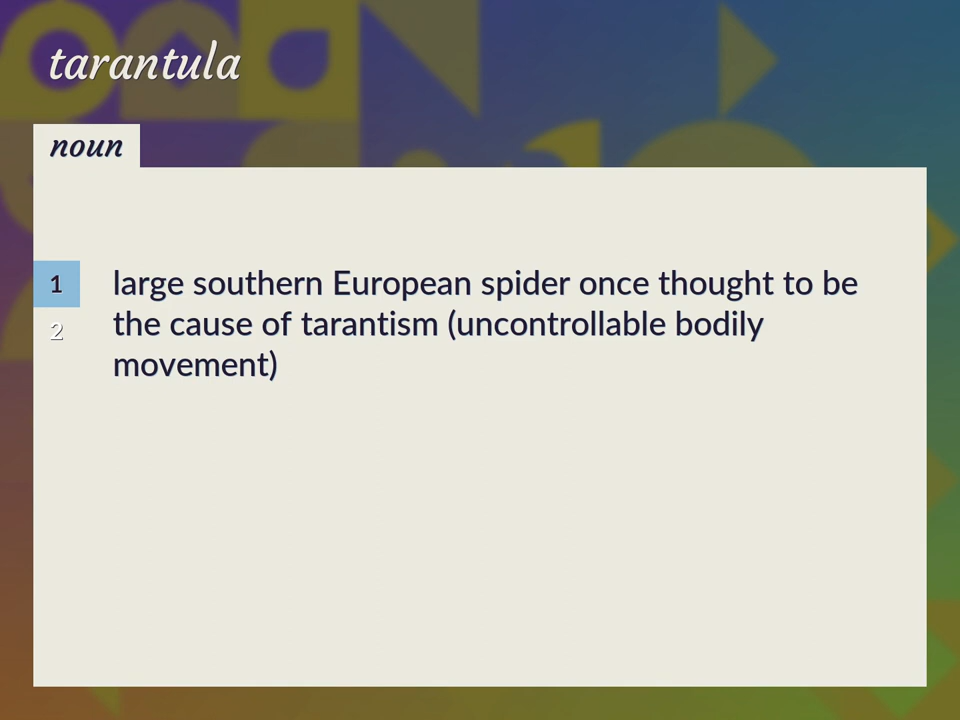 tarantula
noun
1
large southern European spider once thought to be
the cause of tarantism (uncontrollable bodily
movement)
2